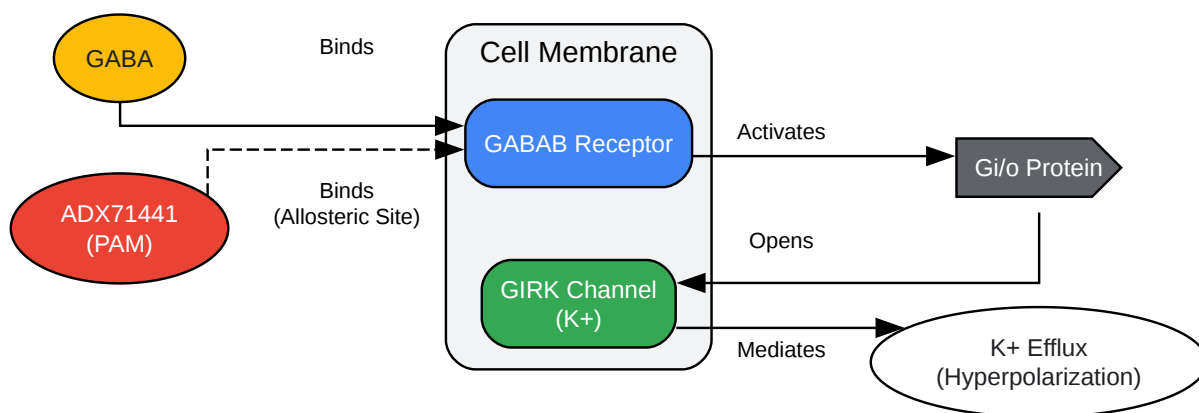 GABA
Binds
Cell Membrane
GABAB Receptor
Activates
Gi/o Protein
ADX71441
(PAM)
Binds
(Allosteric Site)
Opens
GIRK Channel
(K+)
Mediates
K+ Efflux
(Hyperpolarization)